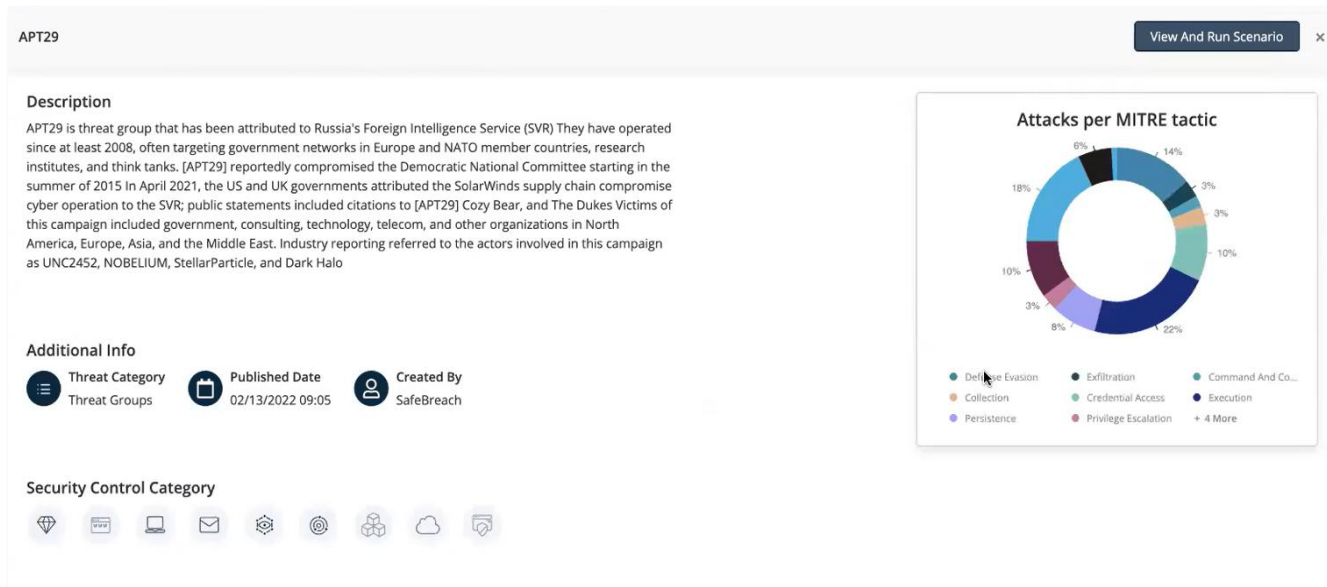 APT29
View And Run Scenario
×
Description
APT29 is threat group that has been attributed to Russia's Foreign Intelligence Service (SVR) They have operated
since at least 2008, often targeting government networks in Europe and NATO member countries, research
institutes, and think tanks. [APT29] reportedly compromised the Democratic National Committee starting in the
summer of 2015 In April 2021, the US and UK governments attributed the SolarWinds supply chain compromise
cyber operation to the SVR; public statements included citations to [APT29] Cozy Bear, and The Dukes Victims of
this campaign included government, consulting, technology, telecom, and other organizations in North
America, Europe, Asia, and the Middle East. Industry reporting referred to the actors involved in this campaign
as UNC2452, NOBELIUM, StellarParticle, and Dark Halo
Attacks per MITRE tactic
6%
14%
18%
3%
3%
10%
10%
3%
8%
22%
Defense Evasion
Exfiltration
Command And Co...
Collection
Credential Access
Execution
Persistence
Privilege Escalation
+ 4 More
Additional Info
Threat Category
Threat Groups
Published Date
02/13/2022 09:05
Created By
SafeBreach
Security Control Category